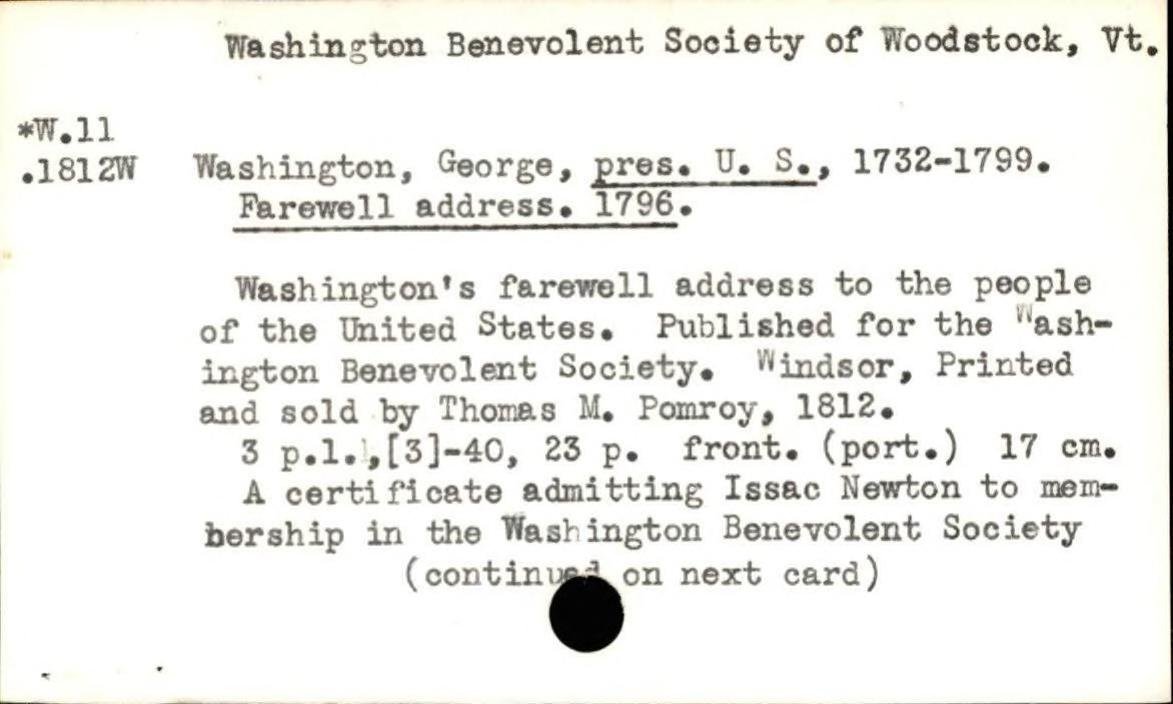 Washington Benevolent Society of Woodstock, Vt.
*W.11
.1812W Washington, George, pres. U. S., 1732-1799.
Farewell address. 1796.
Washington's farewell address to the people
of the United States. Published for the Wash-
ington Benevolent Society. Windsor, Printed
and sold by Thomas M. Pomroy, 1812.
3 p.l.,[3]-40, 23 p. front. (port.) 17 cm.
A certificate admitting Issac Newton to mem-
bership in the Washington Benevolent Society
(continued on next card)